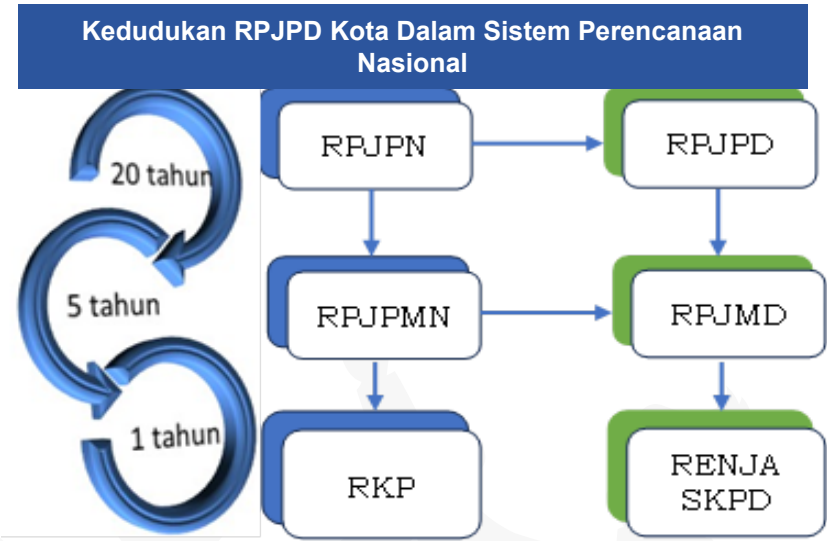 Kedudukan RPJPD Kota Dalam Sistem Perencanaan
Nasional
20 tahun
RPJPN
RPJPD
5 tahun
RPJPMN
RPJMD
1 tahun
RKP
RENJA
SKPD